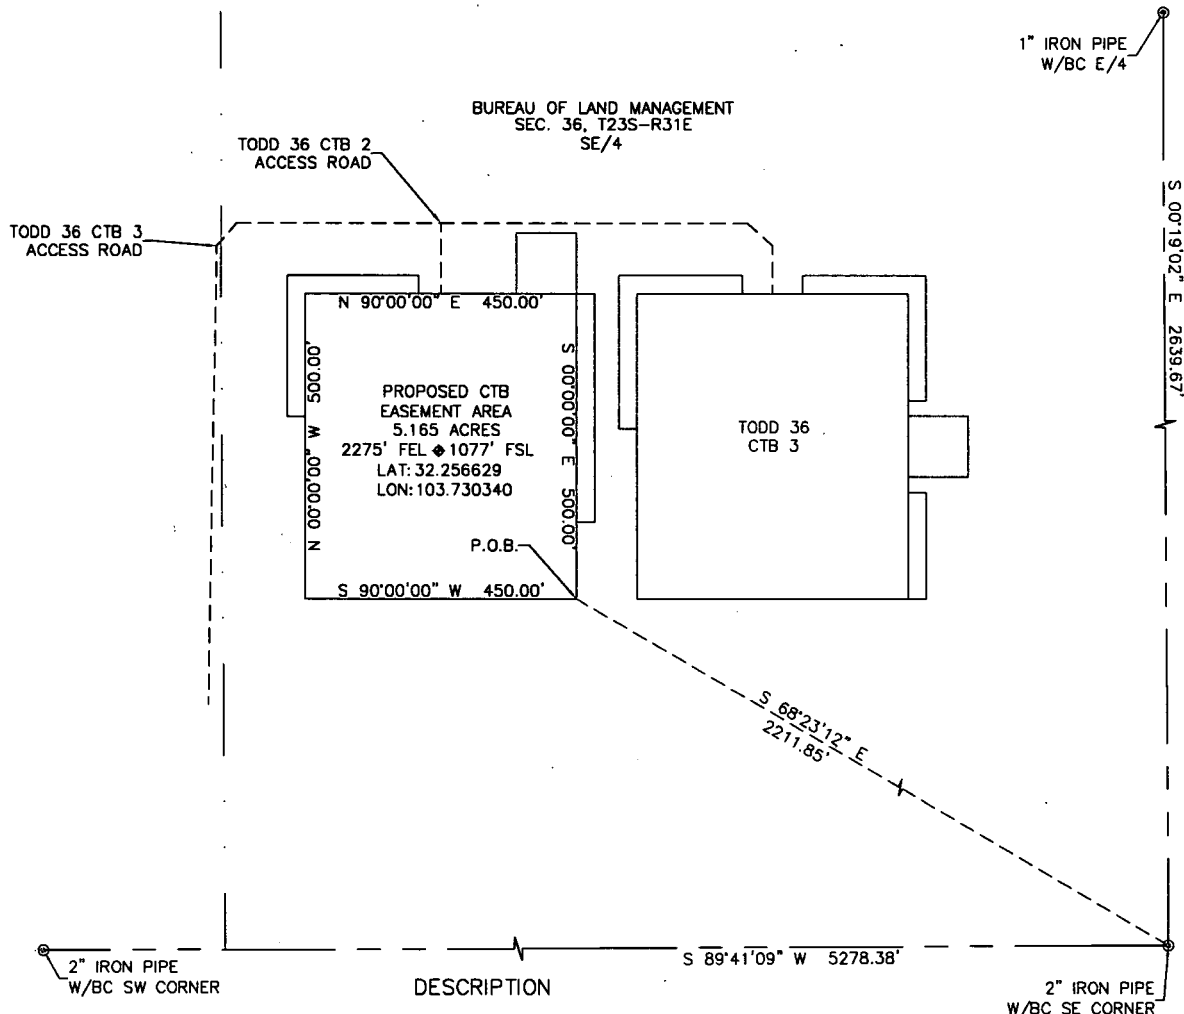 1" IRON PIPE
W/BC E/4
BUREAU OF LAND MANAGEMENT
SEC. 36, T23S-R31E
SE/4
TODD 36 CTB 2
ACCESS ROAD
TODD 36 CTB 3
ACCESS ROAD
S 00°19'02" E 2639.67'
N 90°00'00" E 450.00'
N 00°00'00" W 500.00'
S 00°00'00" E 500.00'
PROPOSED CTB
EASEMENT AREA
5.165 ACRES
2275' FEL 1077' FSL
LAT: 32.256629
LON: 103.730340
TODD 36
CTB 3
P.O.B.
S 90°00'00" W 450.00'
S 68°23'12" E
2211.85'
S 89°41'09" W 5278.38'
2" IRON PIPE
W/BC SW CORNER
DESCRIPTION
2" IRON PIPE
W/BC SE CORNER